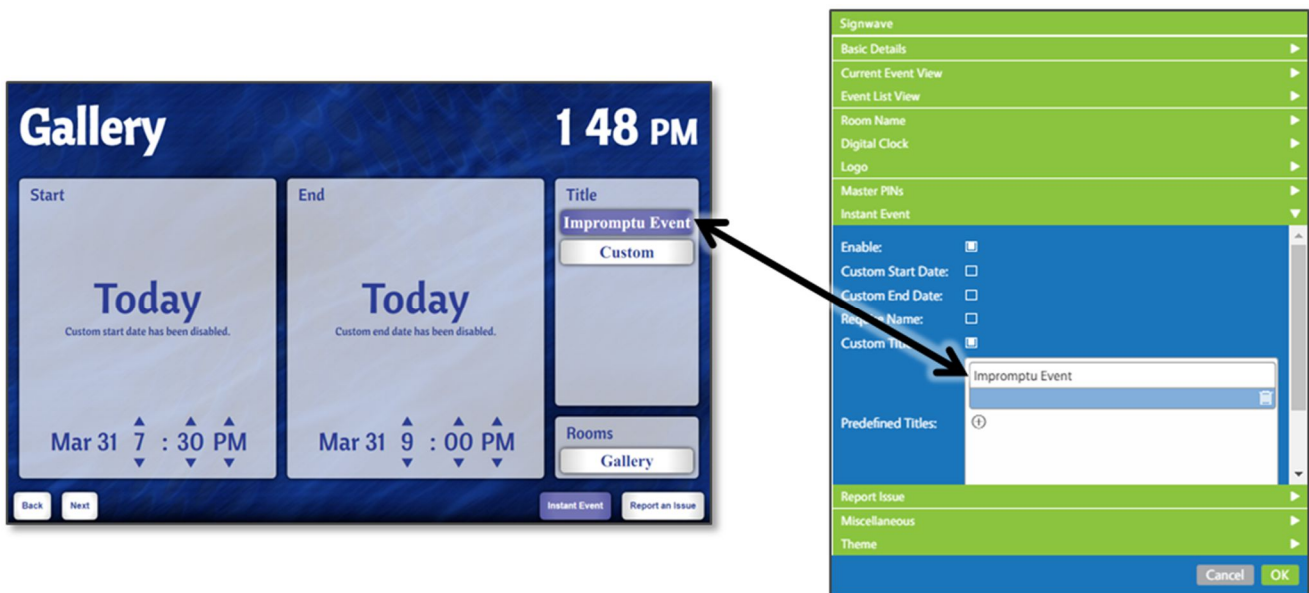 Gallery
1 48 PM
Start
Today
Custom start date has been disabled.
Mar 31 7 : 30 PM
End
Today
Custom end date has been disabled.
Mar 31 9 : 00 PM
Title
Impromptu Event
Custom
Rooms
Gallery
Back
Next
Instant Event
Report an Issue
Signwave
Basic Details
Current Event View
Event List View
Room Name
Digital Clock
Logo
Master PINs
Instant Event
Enable:
Custom Start Date:
Custom End Date:
Require Name:
Custom Titl
Impromptu Event
Predefined Titles:
Report Issue
Miscellaneous
Theme
Cancel
OK